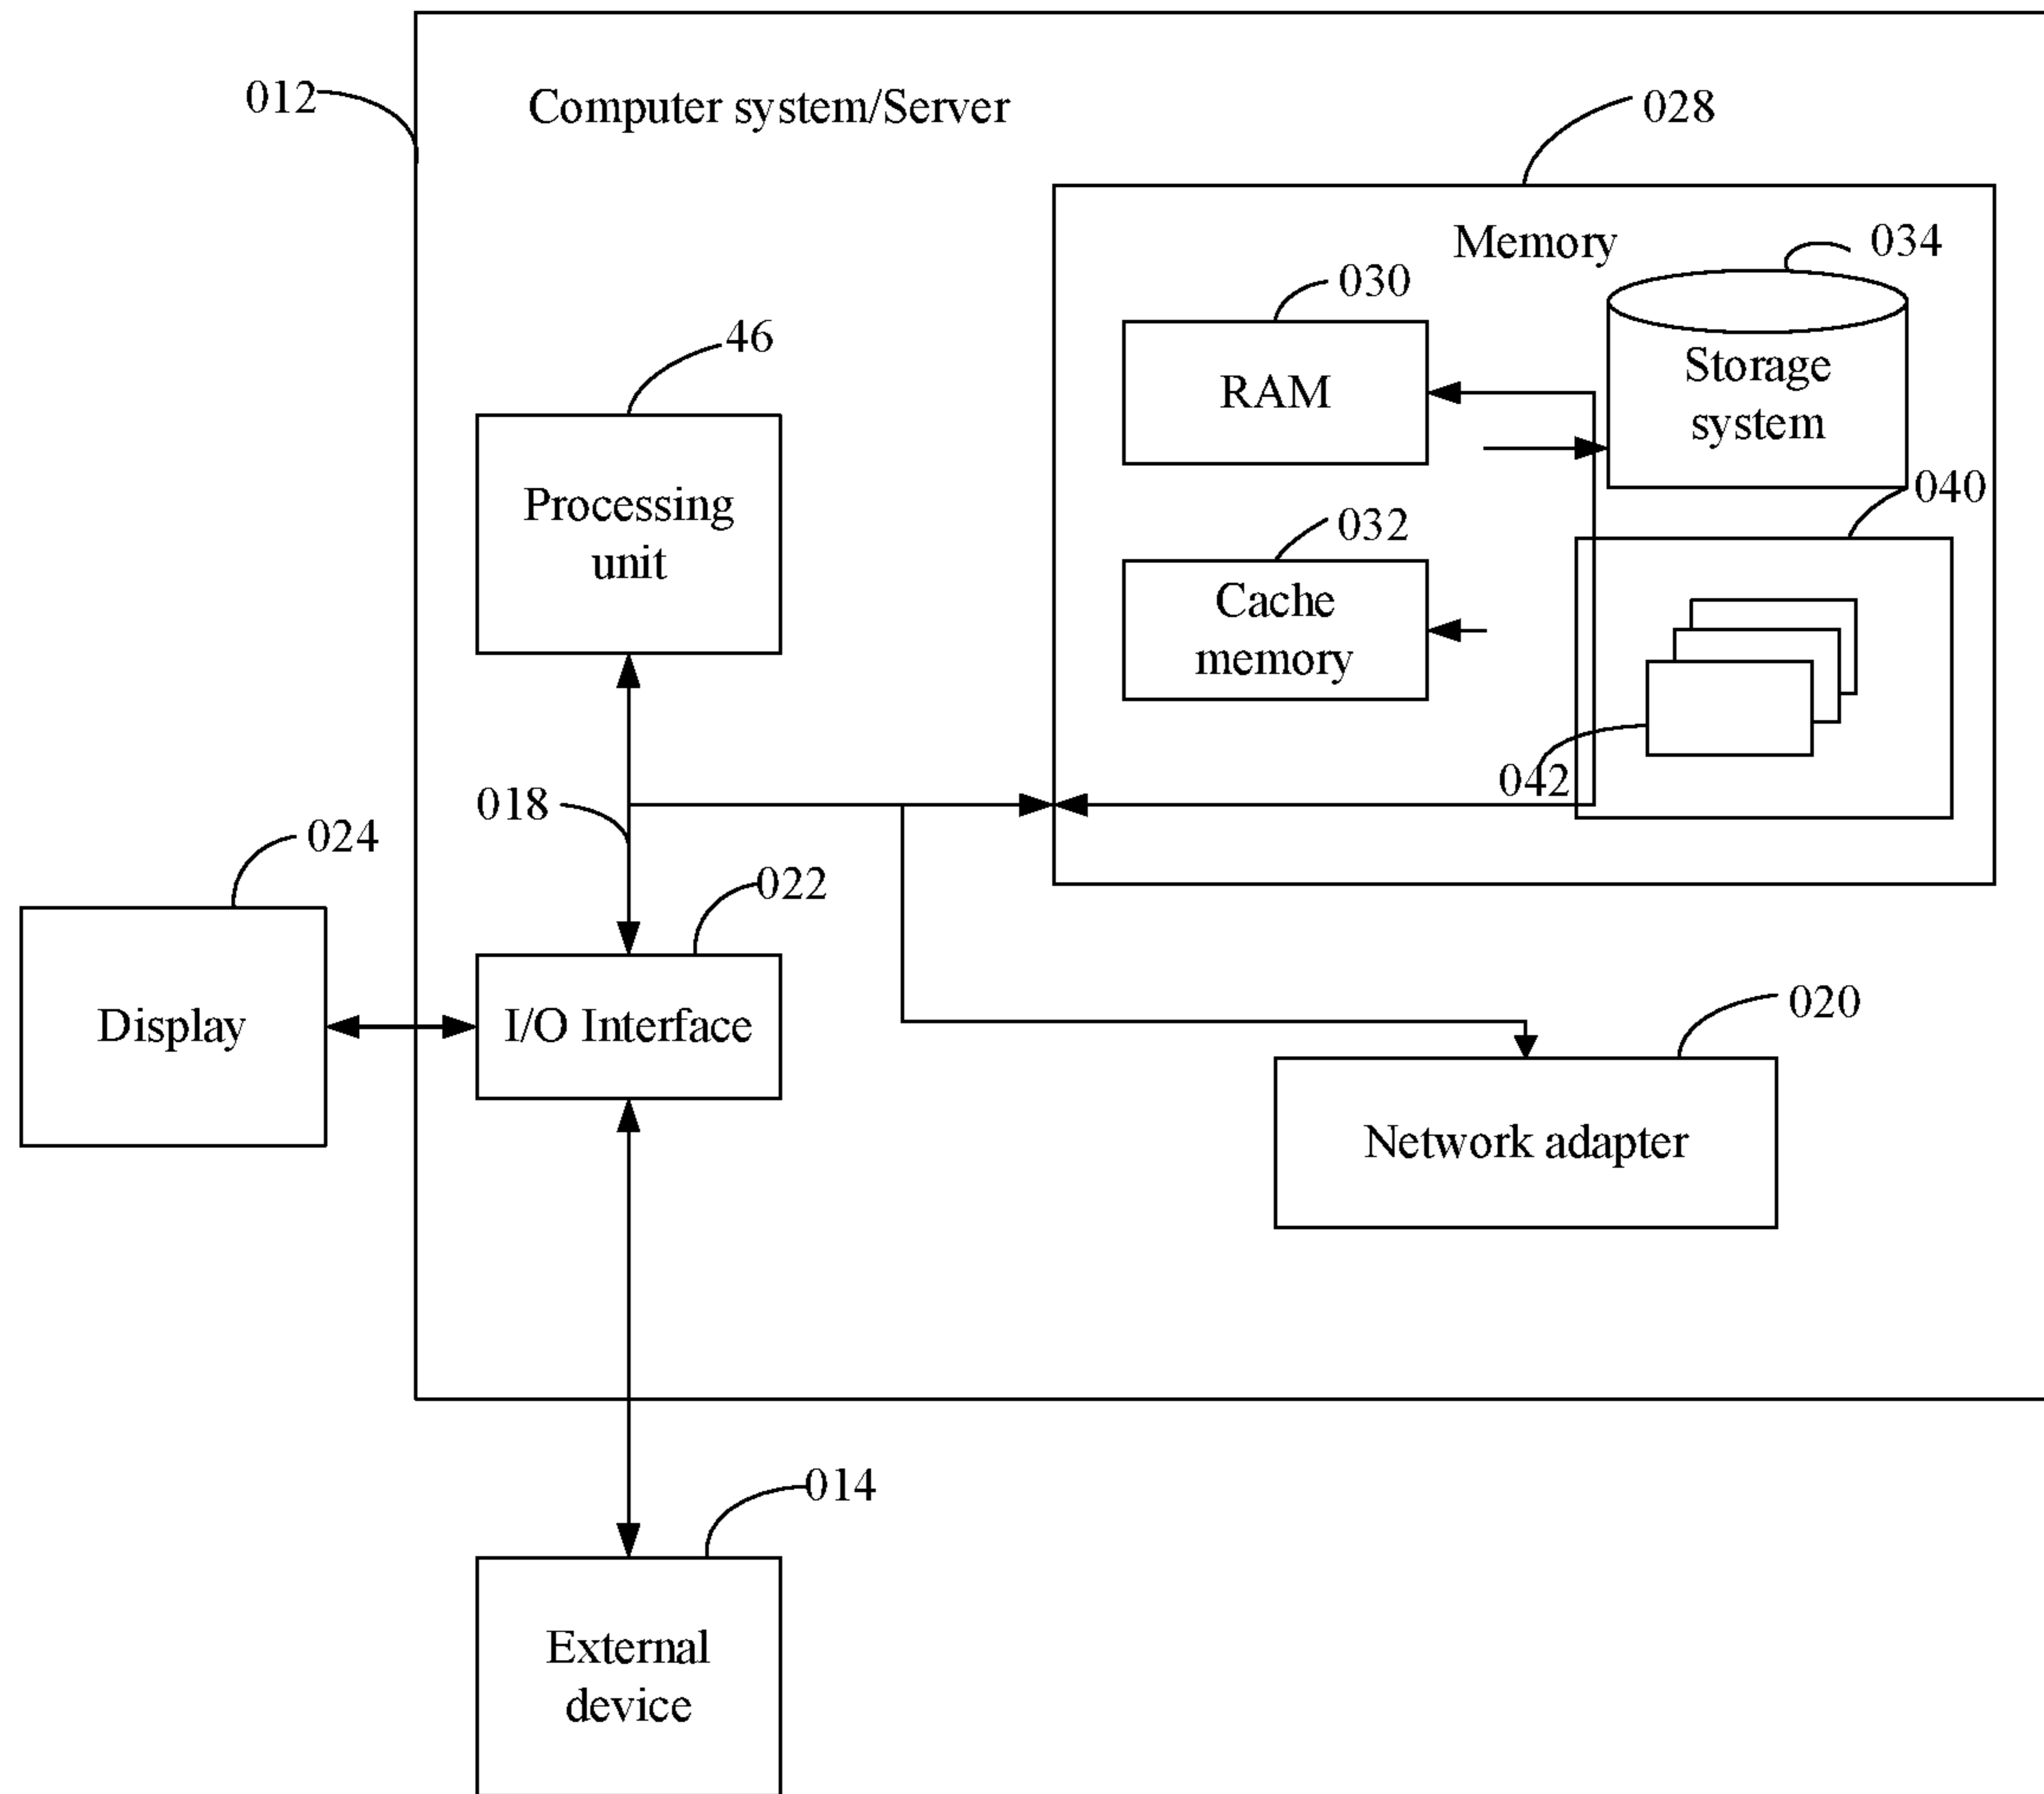 012
Computer system/Server
028
Memory
034
030
RAM
Storage
system
46
Processing
unit
040
032
Cache
memory
042
018
024
022
Display
I/O Interface
020
Network adapter
014
External
device